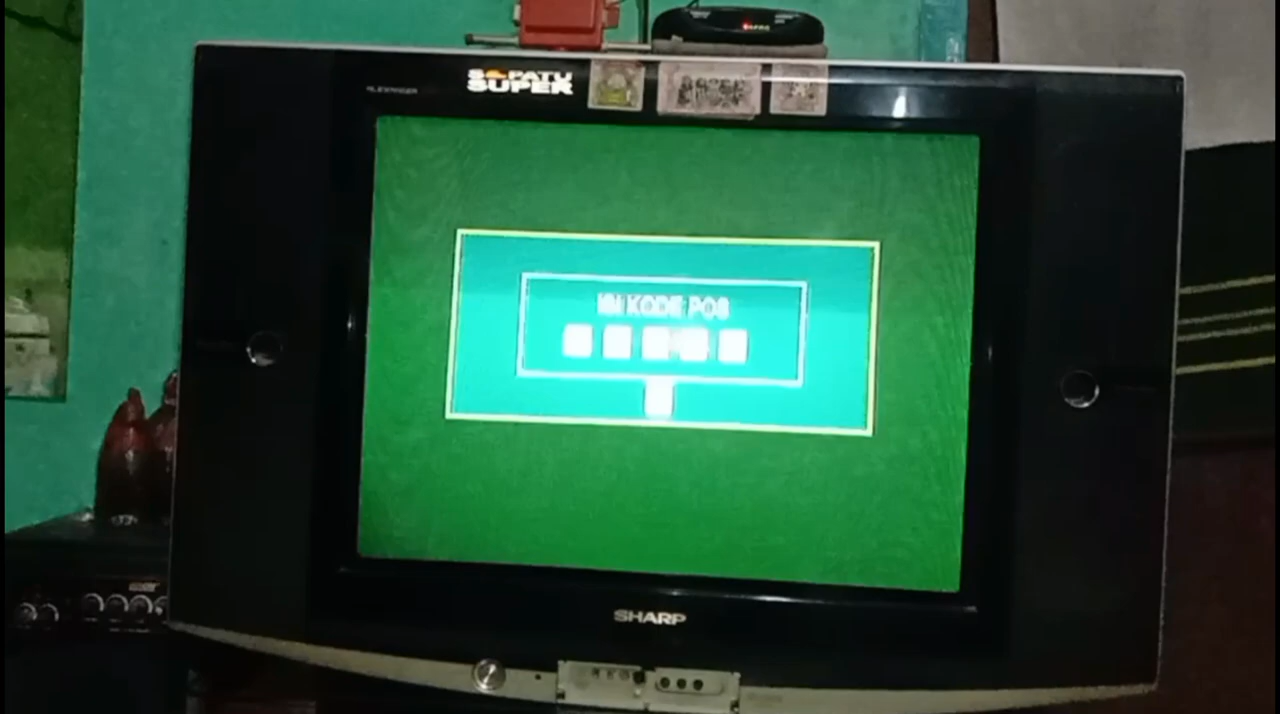 SEPATU
SUPER
ISI KODE POS
SHARP